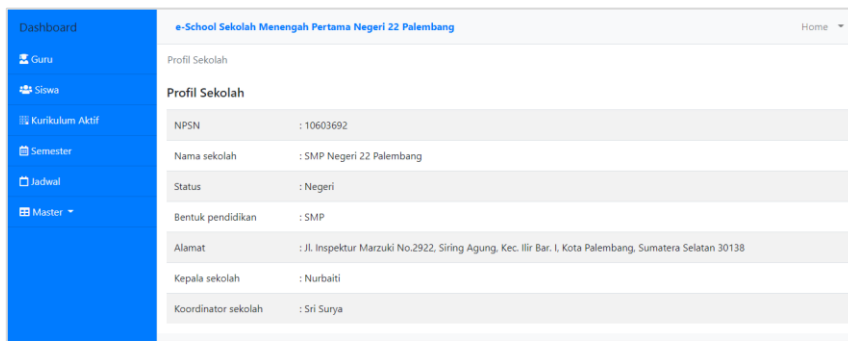 Dashboard
Guru
Siswa
Kurikulum Aktif
Semester
Jadwal
Master
e-School Sekolah Menengah Pertama Negeri 22 Palembang
Home
Profil Sekolah
Profil Sekolah
NPSN : 10603692
Nama sekolah : SMP Negeri 22 Palembang
Status : Negeri
Bentuk pendidikan : SMP
Alamat : Jl. Inspektur Marzuki No.2922, Siring Agung, Kec. Ilir Bar. I, Kota Palembang, Sumatera Selatan 30138
Kepala sekolah : Nurbaiti
Koordinator sekolah : Sri Surya